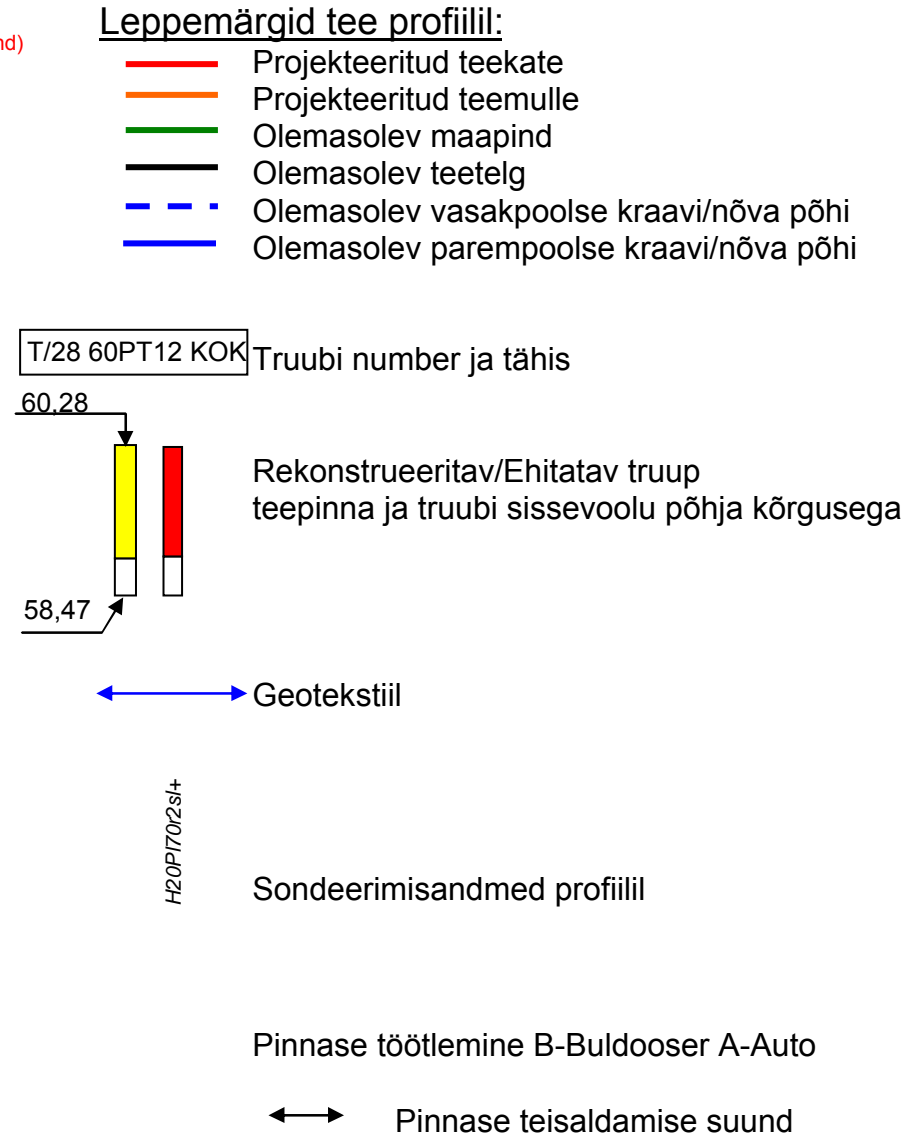 Leppemärgid tee profiilil:
nd)
Projekteeritud teekate
Projekteeritud teemulle
Olemasolev maapind
Olemasolev teetelg
Olemasolev vasakpoolse kraavi/nõva põhi
Olemasolev parempoolse kraavi/nõva põhi
T/28 60PT12 KOK
Truubi number ja tähis
60,28
Rekonstrueeritav/Ehitatav truup
teepinna ja truubi sissevoolu põhja kõrgusega
58,47
Geotekstiil
H20Pl70r2sl+
Sondeerimisandmed profiilil
Pinnase töötlemine B-Buldooser A-Auto
Pinnase teisaldamise suund